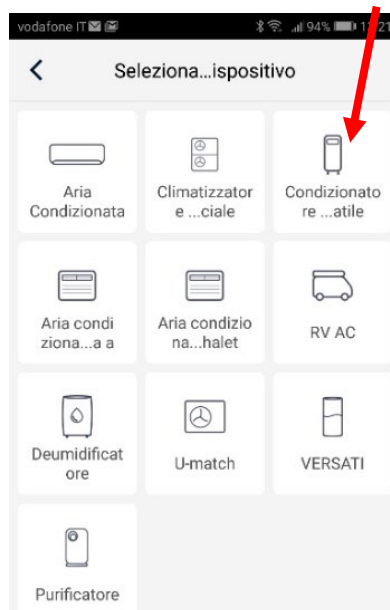 vodafone IT 94% 21
Seleziona...ispositivo
Aria
Condizionata
Climatizzator
e ...ciale
Condizionato
re ...atile
Aria condi
ziona...a a
Aria condizio
na...halet
RV AC
Deumidificat
ore
U-match
VERSATI
Purificatore